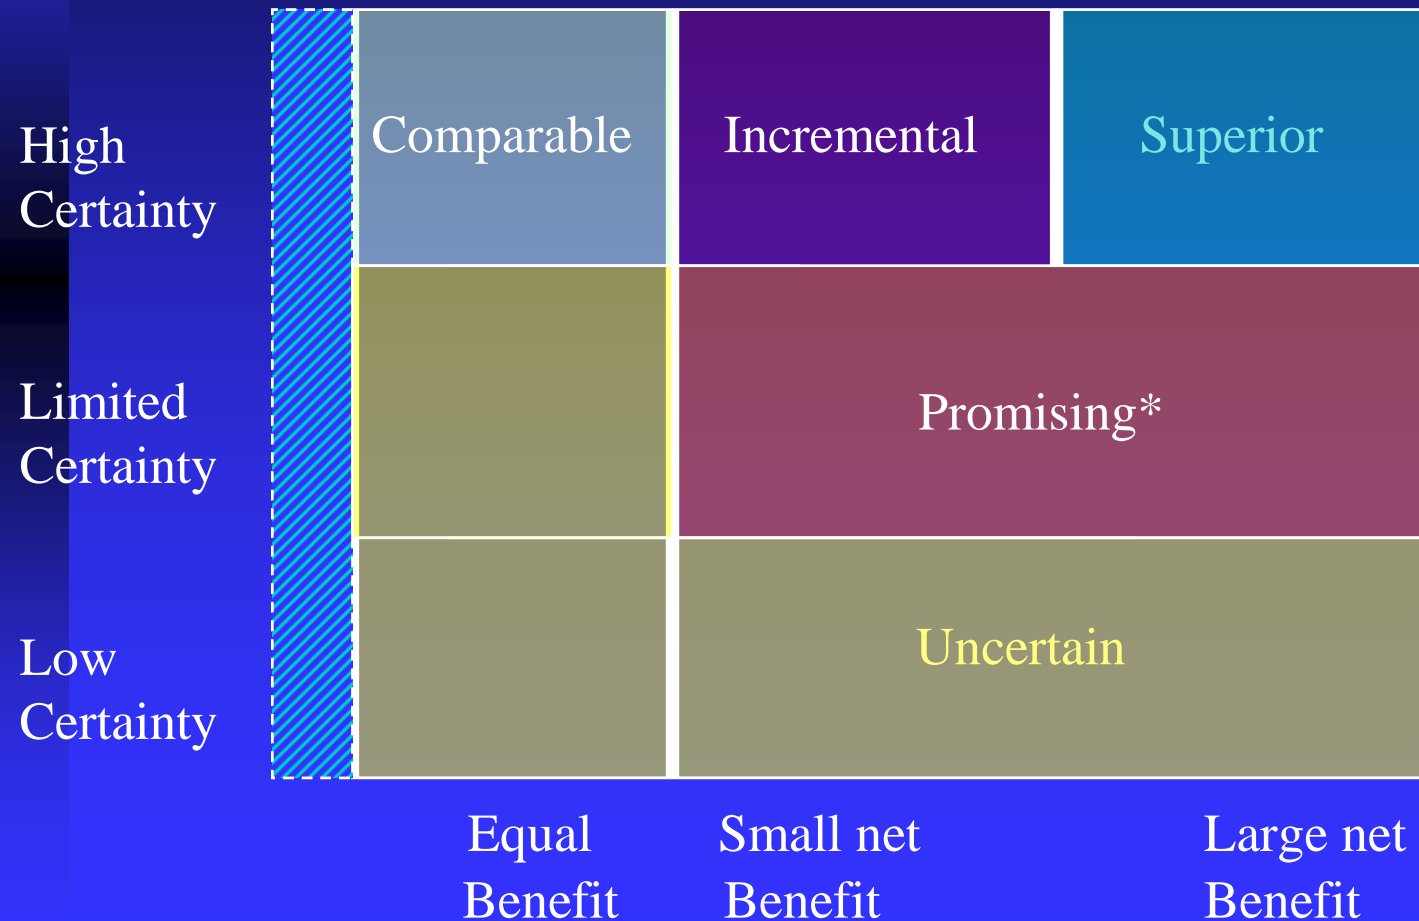 High
Certainty
Comparable
Incremental
Superior
Limited
Certainty
Promising*
Low
Certainty
Uncertain
Equal
Benefit
Small net
Benefit
Large net
Benefit